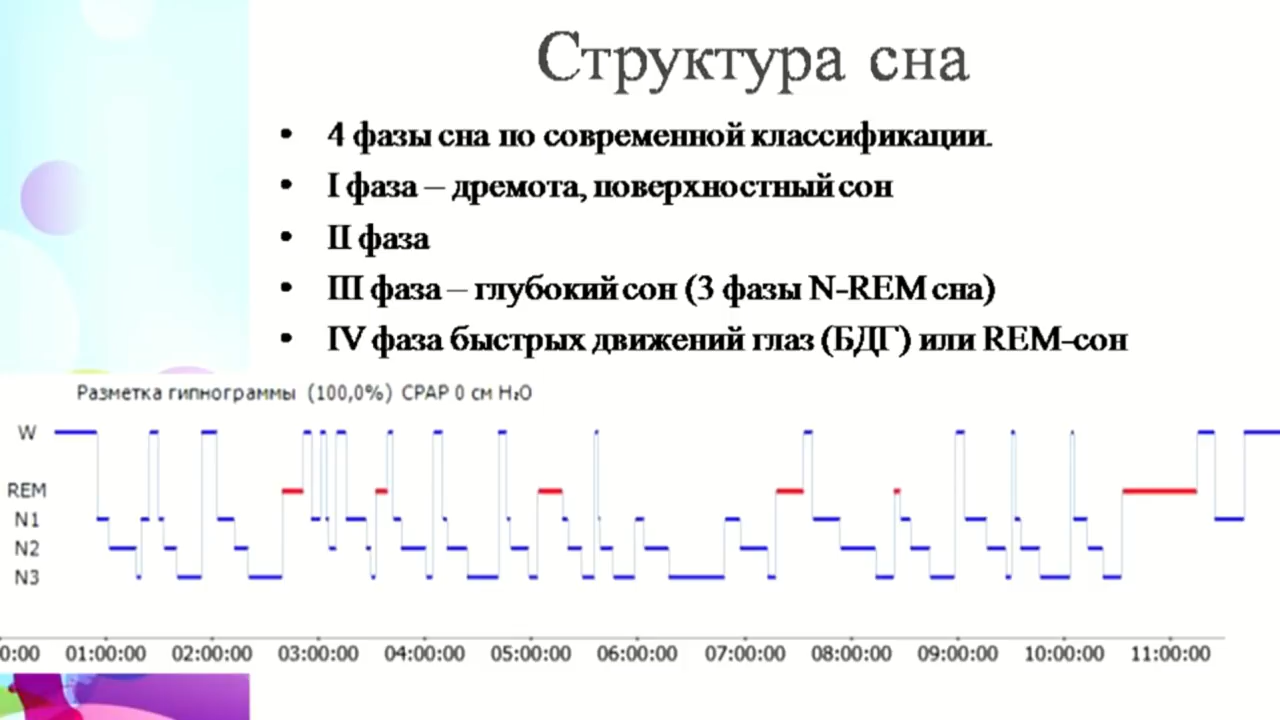 Структура сна
• 4 фазы сна по современной классификации.
• I фаза – дремота, поверхностный сон
• II фаза
• III фаза – глубокий сон (3 фазы N-REM сна)
• IV фаза быстрых движений глаз (БДГ) или REM-сон
Разметка гипнограммы (100,0%) CPAP 0 см H₂O
W
REM
N1
N2
N3
0:00 01:00:00 02:00:00 03:00:00 04:00:00 05:00:00 06:00:00 07:00:00 08:00:00 09:00:00 10:00:00 11:00:00